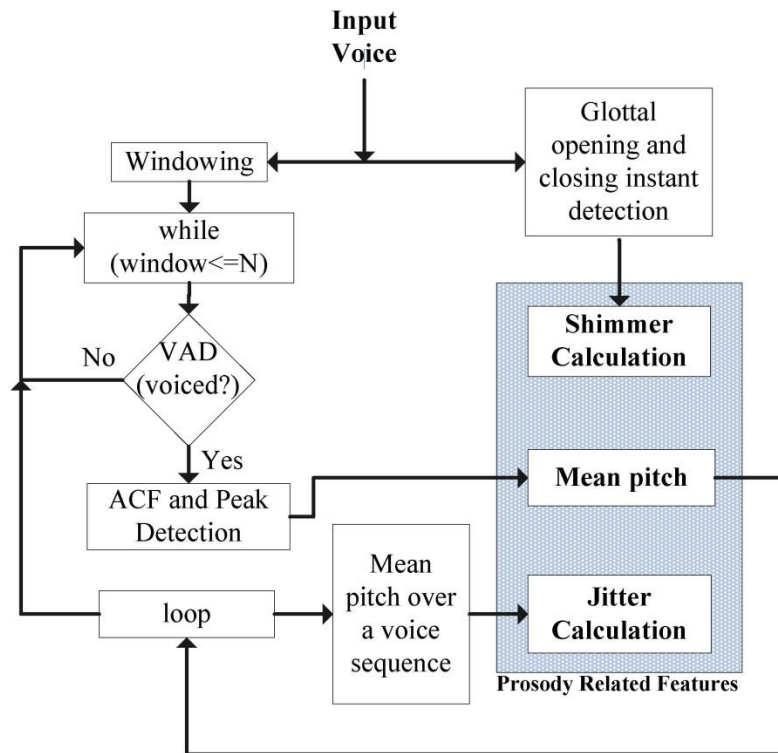 Input
Voice
Windowing
Glottal
opening and
closing instant
detection
while
(window<=N)
Shimmer
Calculation
No
VAD
(voiced?)
Yes
ACF and Peak
Detection
Mean pitch
loop
Mean
pitch over
a voice
sequence
Jitter
Calculation
Prosody Related Features